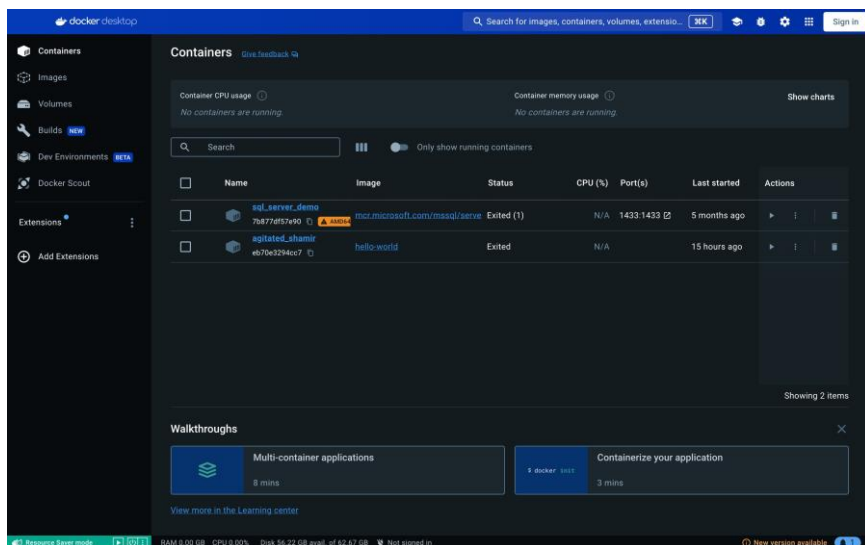 docker desktop
Search for images, containers, volumes, extensio... ⌘K
Sign in
Containers
Images
Volumes
Builds NEW
Dev Environments BETA
Docker Scout
Extensions
Add Extensions
Containers Give feedback
Container CPU usage
No containers are running.
Container memory usage
No containers are running.
Show charts
Search
Only show running containers
Name Image Status CPU (%) Port(s) Last started Actions
sql_server_demo
7b877df57e90 AMD64 mcr.microsoft.com/mssql/serve Exited (1) N/A 1433:1433 5 months ago
agitated_shamir
eb70e3294cc7 hello-world Exited N/A 15 hours ago
Showing 2 items
Walkthroughs
Multi-container applications
8 mins
$ docker init
Containerize your application
3 mins
View more in the Learning center
Resource Saver mode RAM 0.00 GB CPU 0.00% Disk 56.22 GB avail. of 62.67 GB Not signed in New version available 1